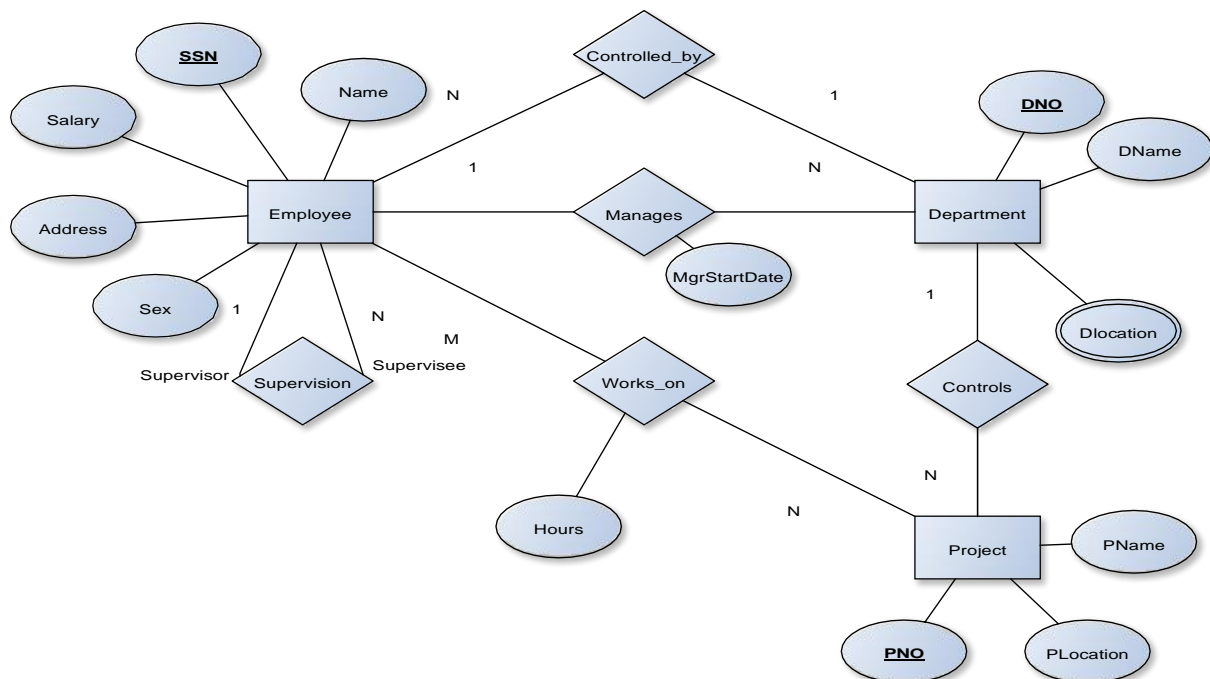 Controlled_by
SSN
Name
N
1
DNO
Salary
DName
1
N
Employee
Manages
Department
Address
MgrStartDate
Sex
1
N
1
Dlocation
M
Supervisor
Supervisee
Supervision
Works_on
Controls
N
N
Hours
Project
PName
PNO
PLocation